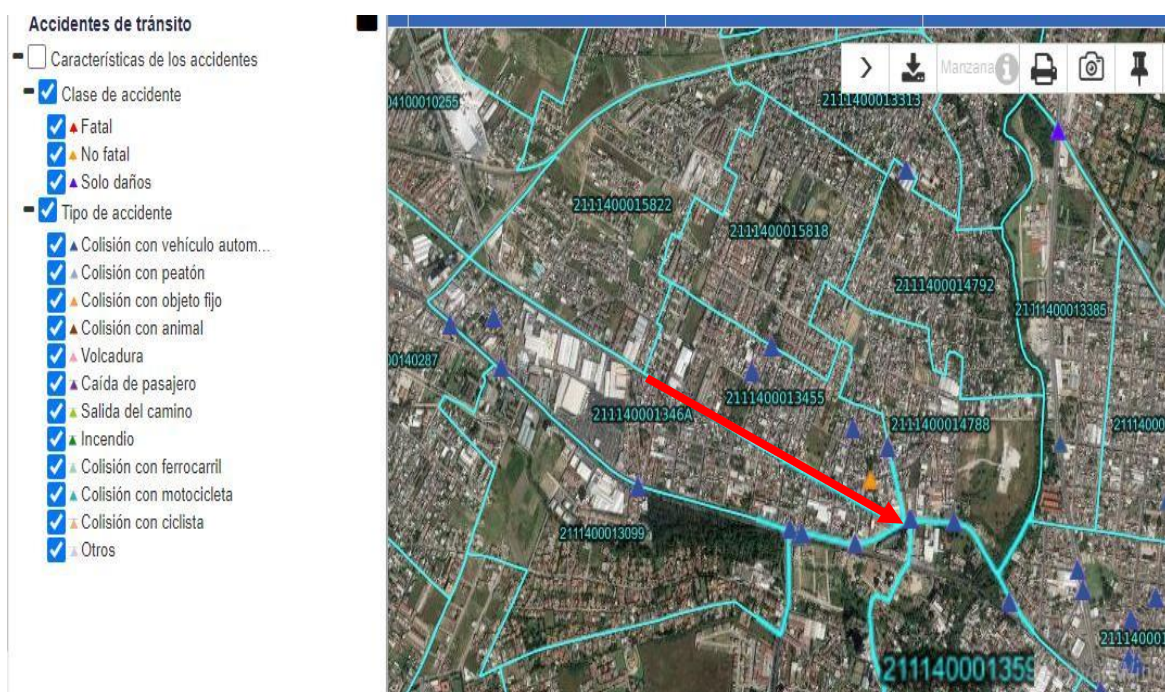 Accidentes de tránsito
Características de los accidentes
Clase de accidente
Fatal
No fatal
Solo daños
Tipo de accidente
Colisión con vehículo autom...
Colisión con peatón
Colisión con objeto fijo
Colisión con animal
Volcadura
Caída de pasajero
Salida del camino
Incendio
Colisión con ferrocarril
Colisión con motocicleta
Colisión con ciclista
Otros
Manzana
04100010255
2111400013313
2111400015822
2111400015818
2111400014792
2111400013385
00140287
211140001346A
2111400013455
2111400014788
21114000
2111400013099
211140001359
211140001